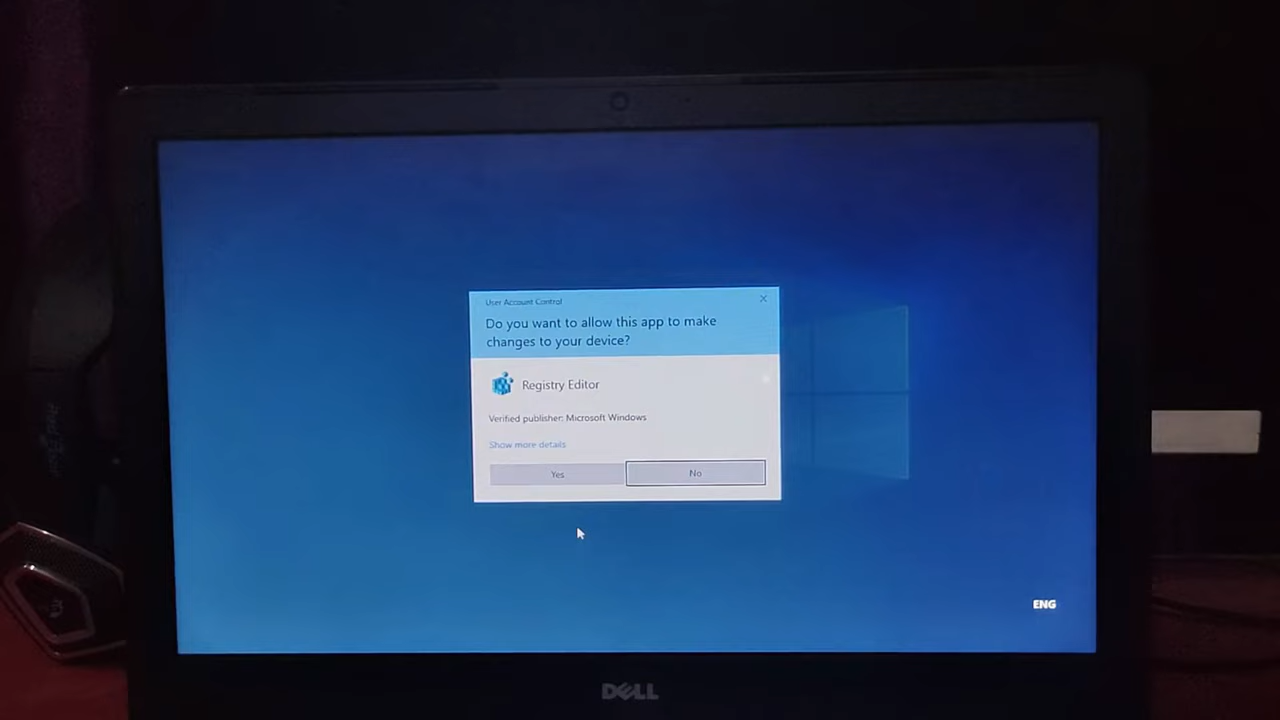 User Account Control
Do you want to allow this app to make
changes to your device?
Registry Editor
Verified publisher: Microsoft Windows
Show more details
Yes
No
ENG
DELL